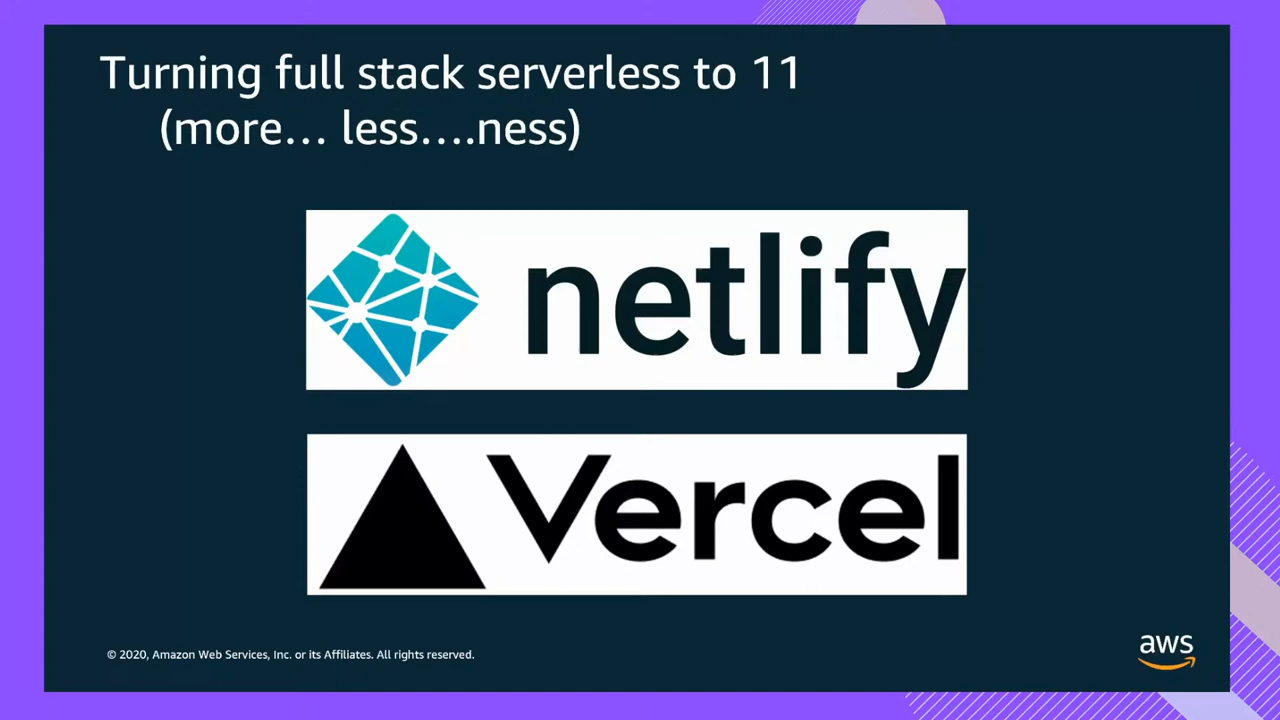 Turning full stack serverless to 11
(more... less....ness)
netlify
Vercel
© 2020, Amazon Web Services, Inc. or its Affiliates. All rights reserved.
aws